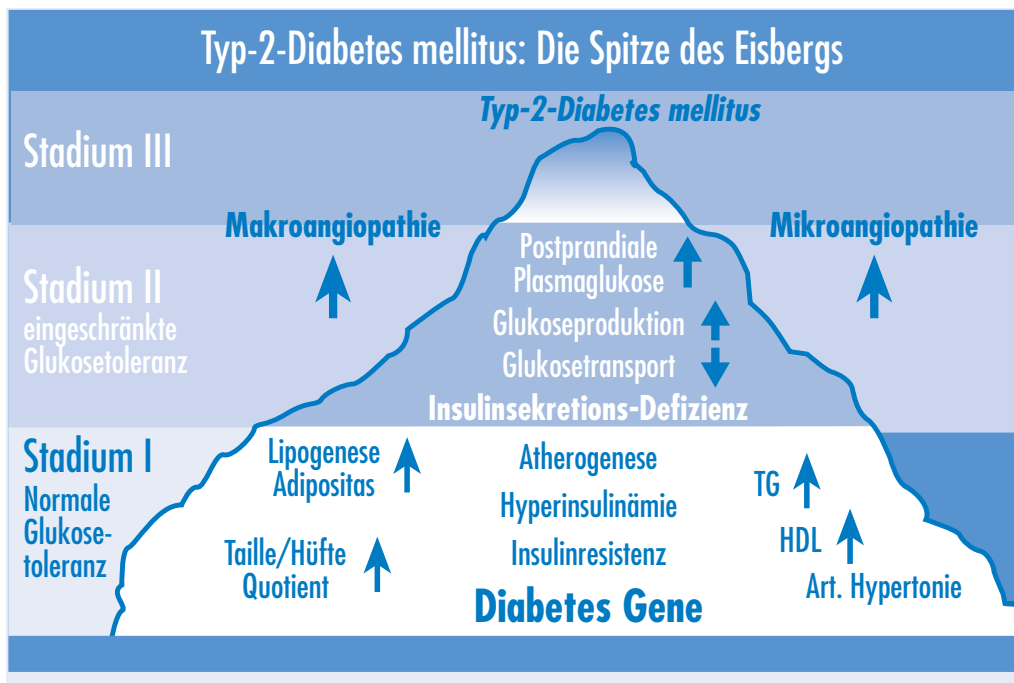 Typ-2-Diabetes mellitus: Die Spitze des Eisbergs
Typ-2-Diabetes mellitus
Stadium III
Makroangiopathie
Mikroangiopathie
Postprandiale
Plasmaglukose
Stadium II
eingeschränkte
Glukosetoleranz
Glukoseproduktion
Glukosetransport
Insulinsekretions-Defizienz
Stadium I
Normale
Glukose-
toleranz
Lipogenese
Adipositas
Taille/Hüfte
Quotient
Atherogenese
Hyperinsulinämie
Insulinresistenz
Diabetes Gene
TG
HDL
Art. Hypertonie